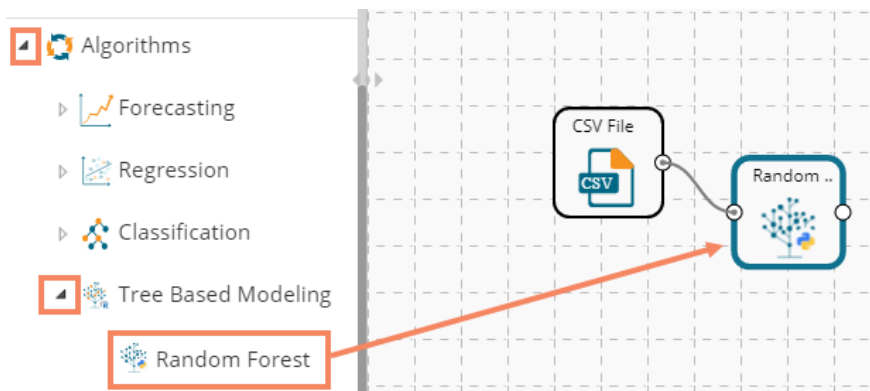 Algorithms
Forecasting
Regression
Classification
Tree Based Modeling
Random Forest
CSV File
CSV
Random ..